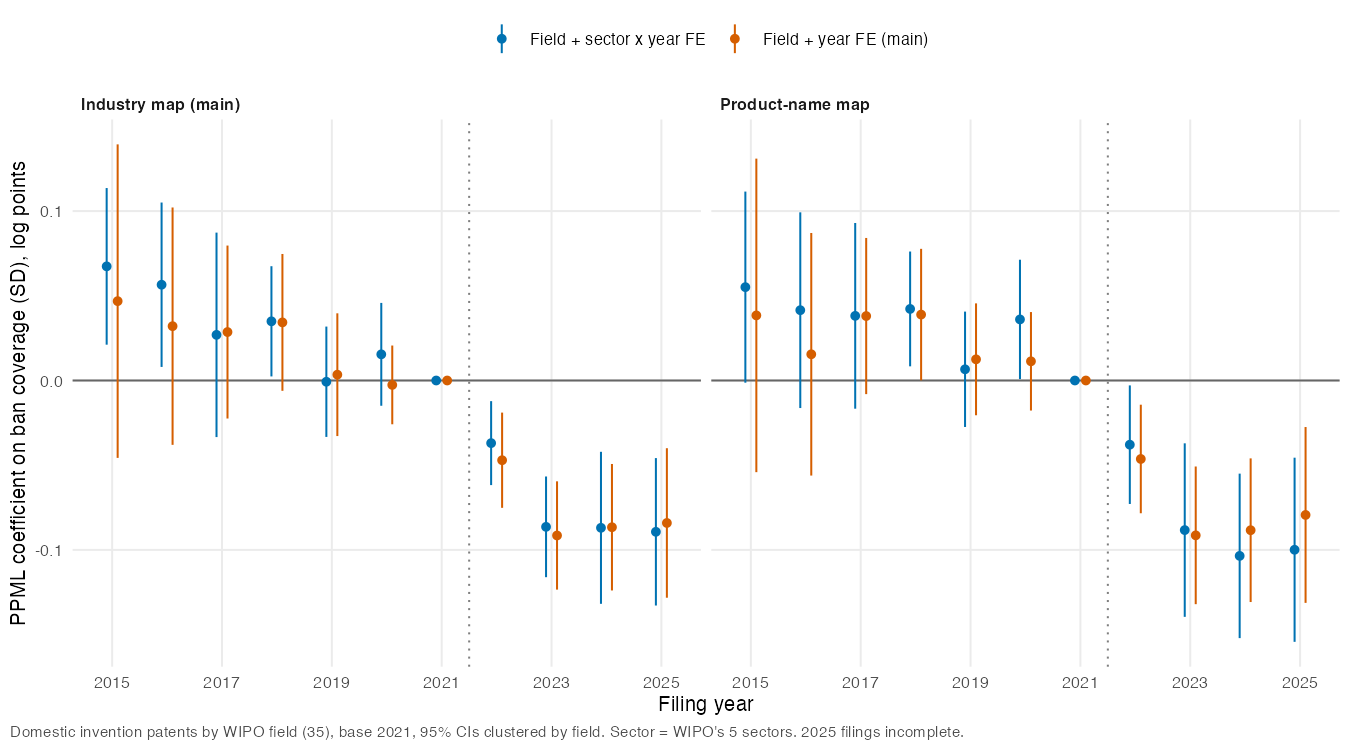 Field + sector x year FE
Field + year FE (main)
Industry map (main)
Product-name map
PPML coefficient on ban coverage (SD), log points
0.1
0.0
-0.1
2015
2017
2019
2021
2023
2025
2015
2017
2019
2021
2023
2025
Filing year
Domestic invention patents by WIPO field (35), base 2021, 95% CIs clustered by field. Sector = WIPO's 5 sectors. 2025 filings incomplete.